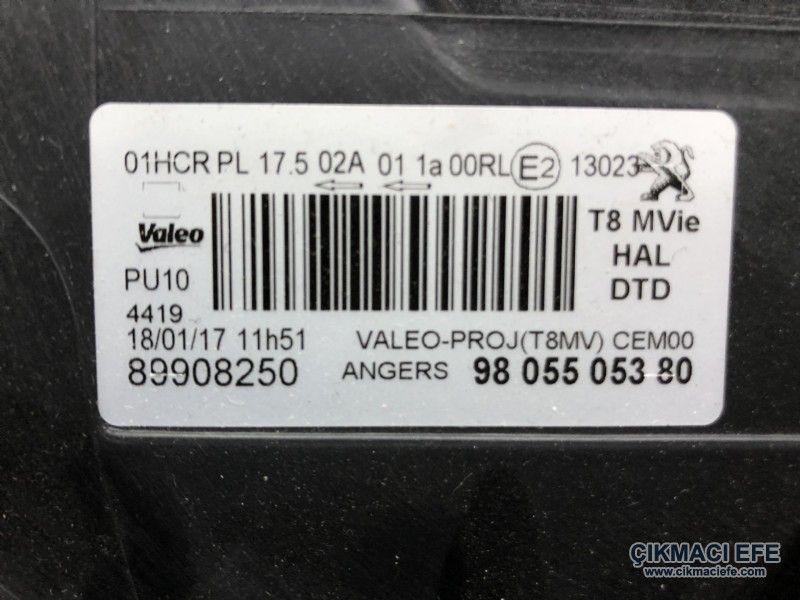 01HCR PL 17.5 02A 01 1a 00RL E2 13023
Valeo
T8 MVie
HAL
DTD
PU10
4419
18/01/17 11h51 VALEO-PROJ(T8MV) CEM00
89908250 ANGERS 98 055 053 80
ÇIKMACI EFE
www.cikmaciefe.com